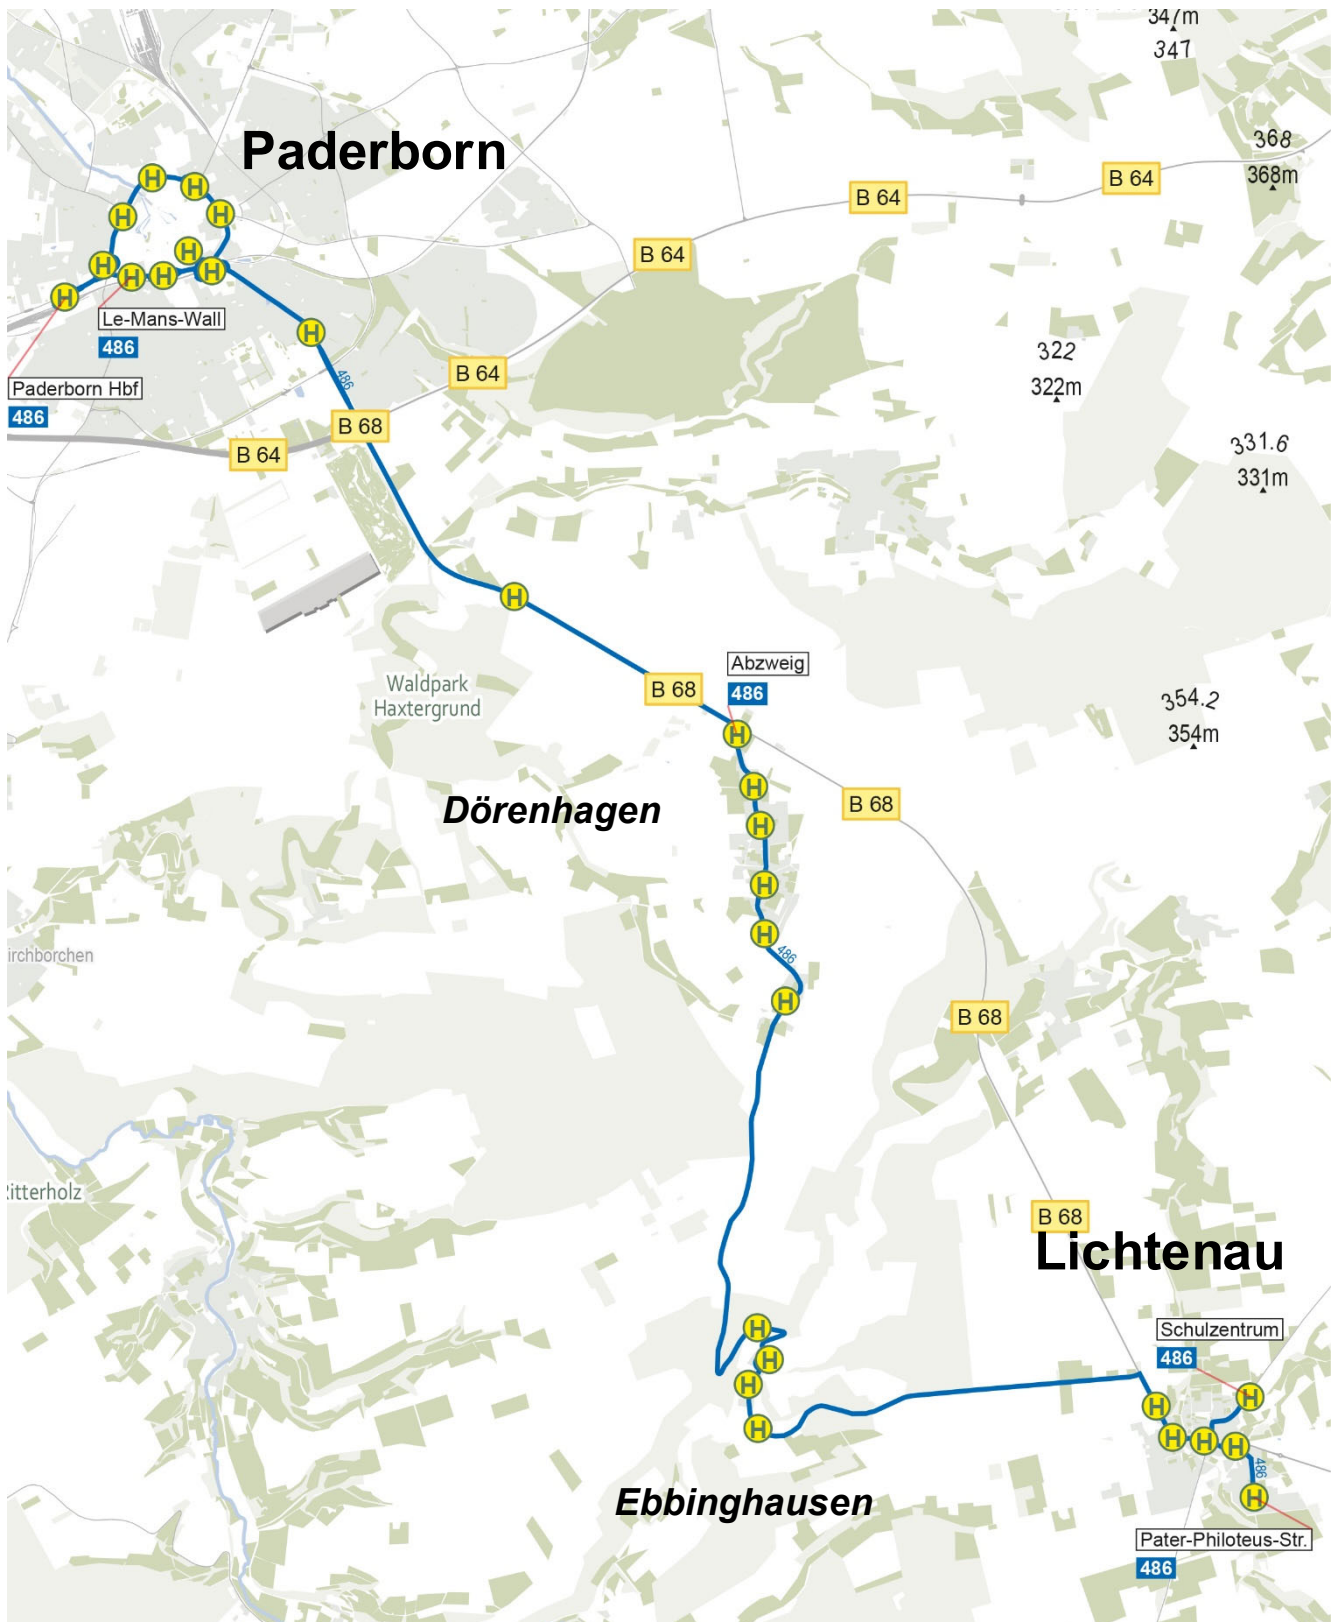 347m
347
Paderborn
368
368m
B 64
B 64
B 64
H
H
H
H
H
H
H
H
H
H
H
Le-Mans-Wall
486
Paderborn Hbf
486
486
B 64
B 68
B 64
322
322m
331.6
331m
H
Waldpark
Haxtergrund
B 68
Abzweig
486
354.2
354m
H
H
Dörenhagen
B 68
H
H
H
486
irchborchen
H
B 68
Ritterholz
B 68
Lichtenau
H
H
H
H
Schulzentrum
486
H
H
H
H
H
486
H
Ebbinghausen
Pater-Philoteus-Str.
486